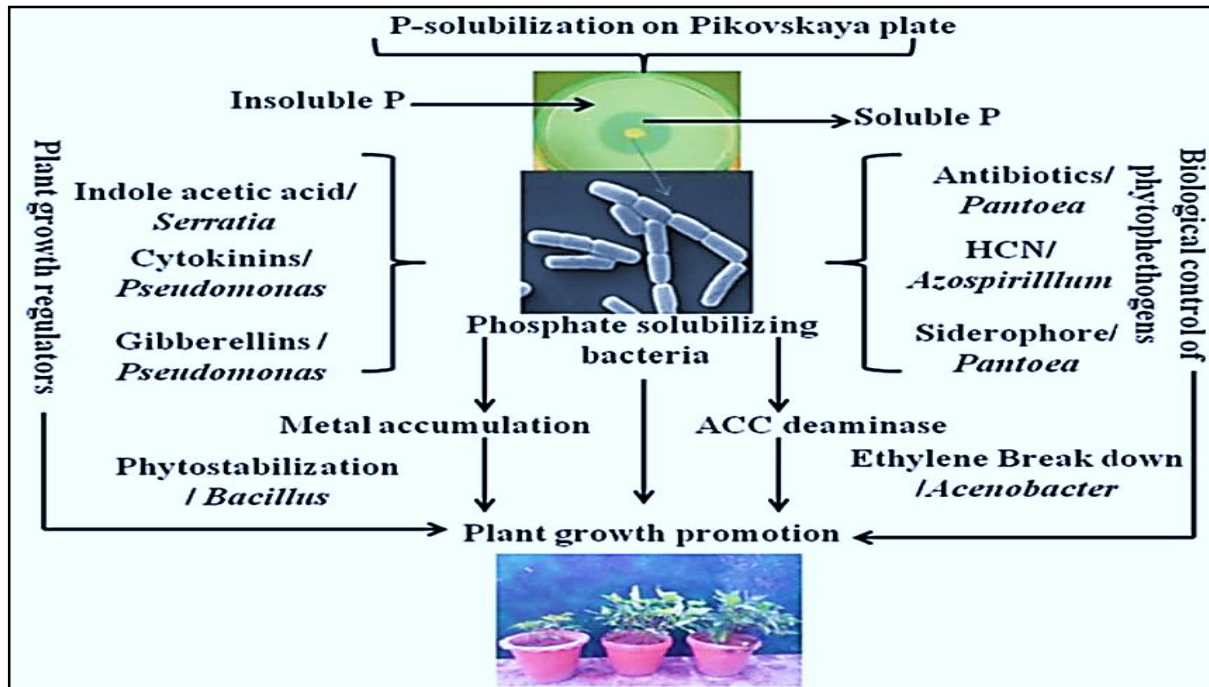 P-solubilization on Pikovskaya plate
Insoluble P
Soluble P
Plant growth regulators
Indole acetic acid/
Serratia
Cytokinins/
Pseudomonas
Gibberellins /
Pseudomonas
Antibiotics/
Pantoea
HCN/
Azospirilllum
Siderophore/
Pantoea
Biological control of
phytophethogens
Phosphate solubilizing
bacteria
Metal accumulation
ACC deaminase
Phytostabilization
/ Bacillus
Ethylene Break down
/Acenobacter
Plant growth promotion